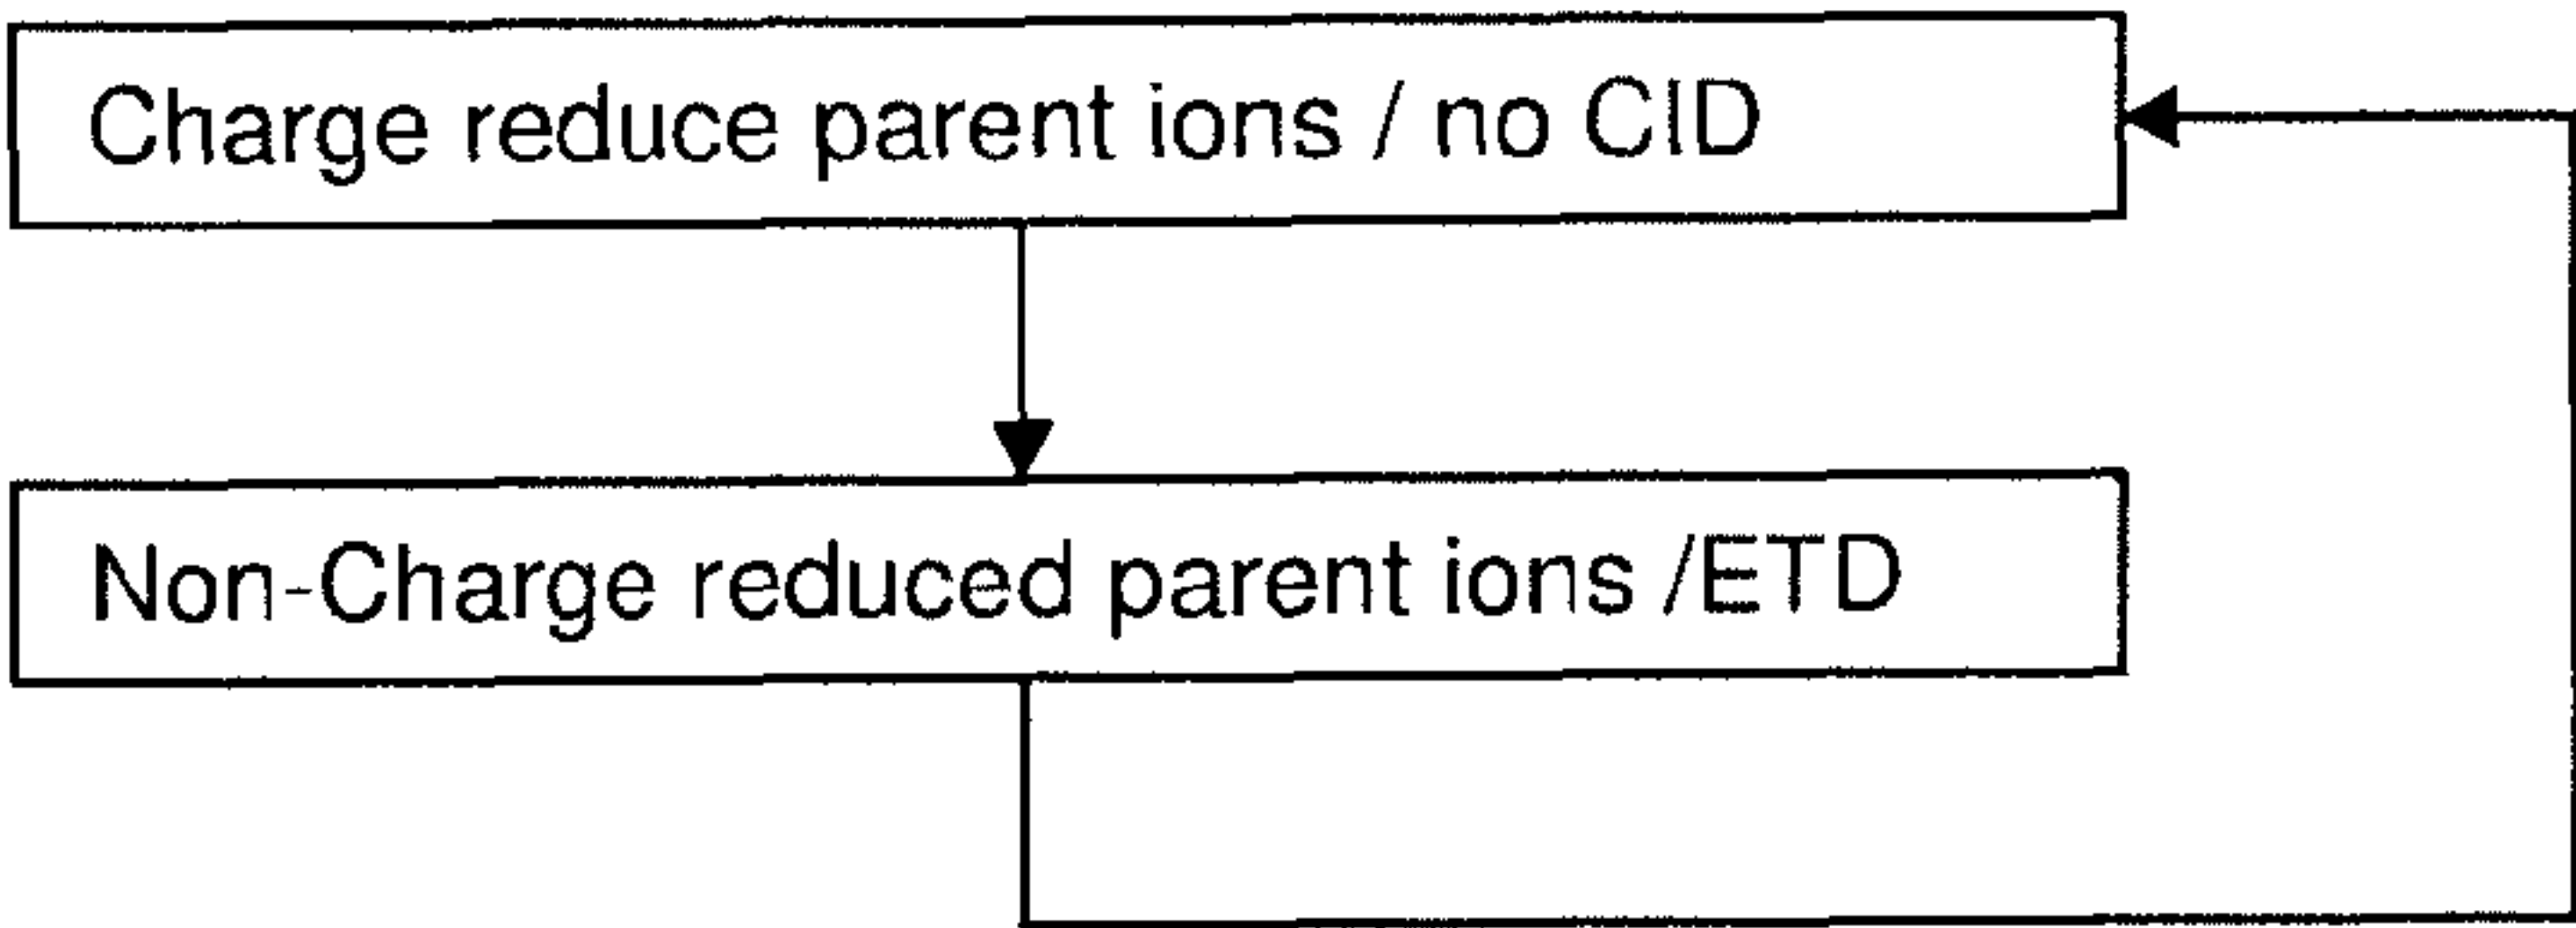 Charge reduce parent ions / no CID
Non-Charge reduced parent ions /ETD